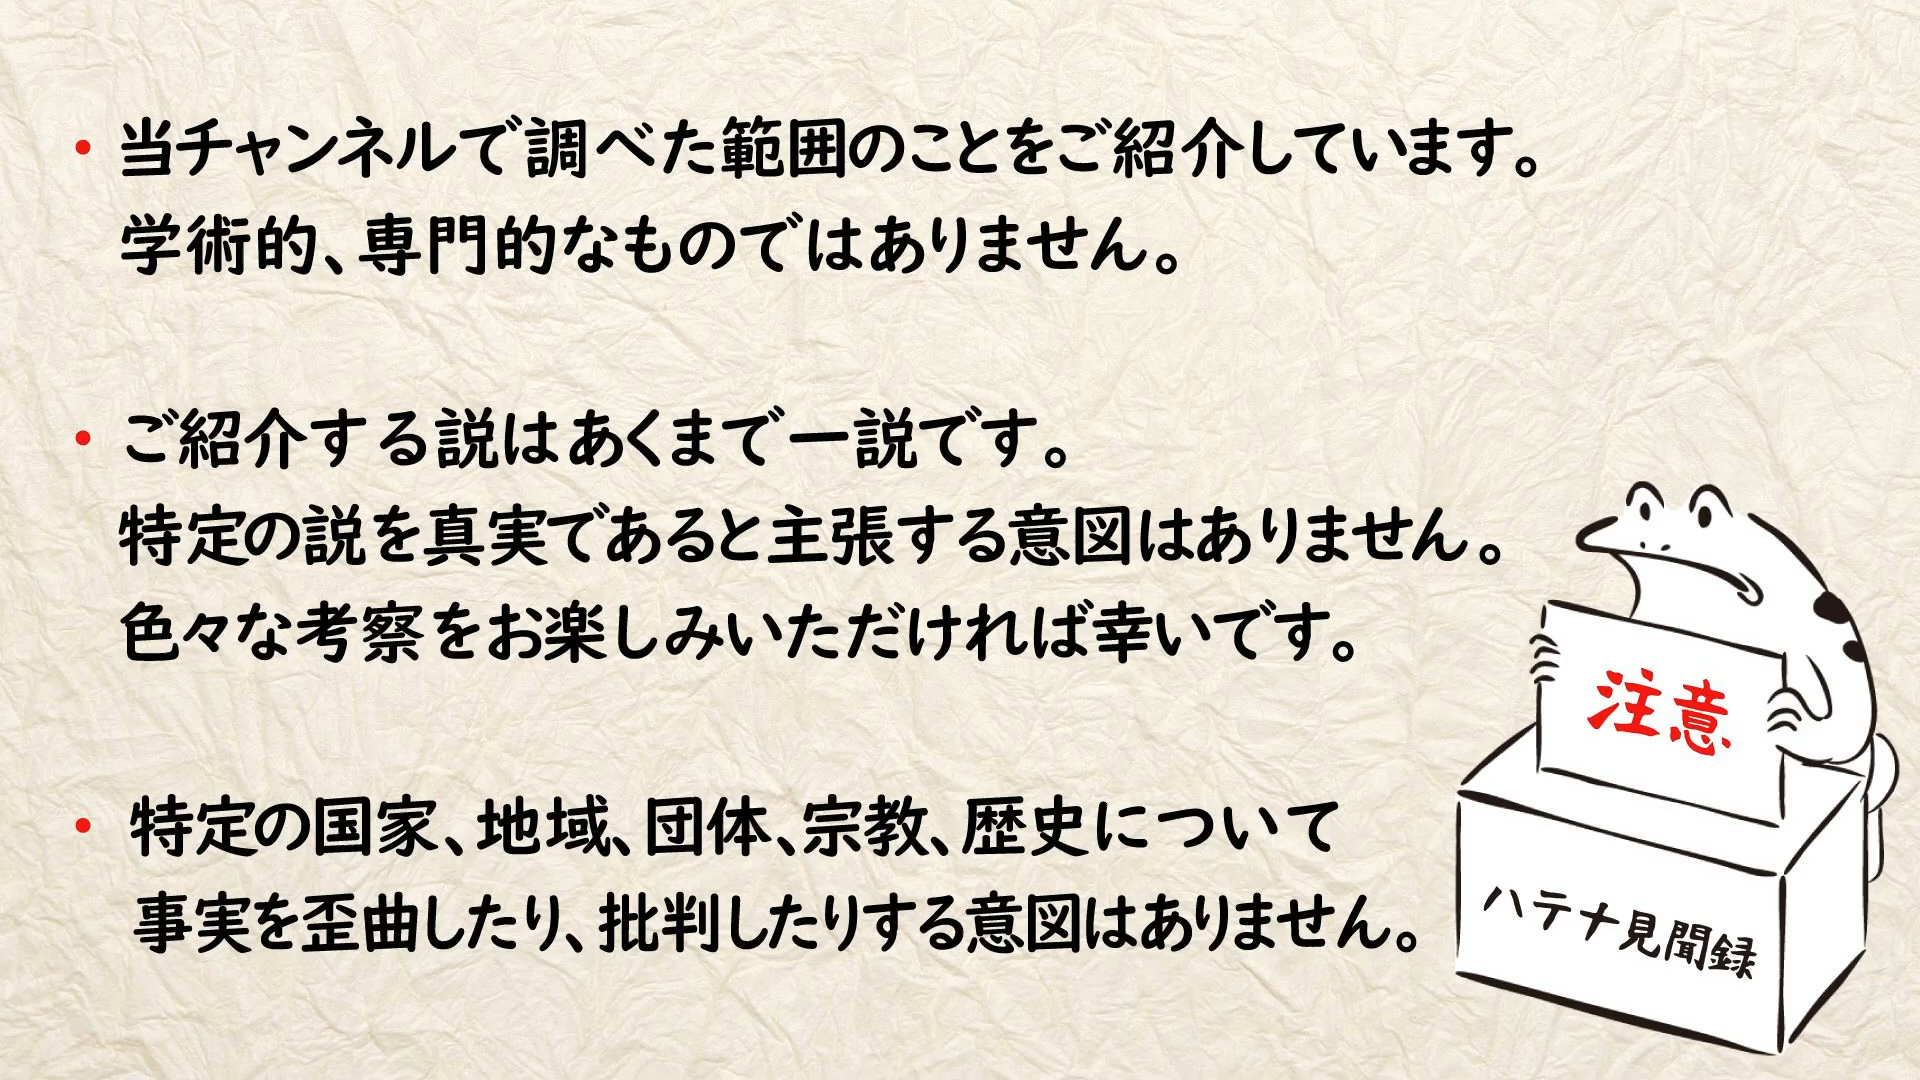 ・当チャンネルで調べた範囲のことをご紹介しています。
学術的、専門的なものではありません。
・ご紹介する説はあくまで一説です。
特定の説を真実であると主張する意図はありません。
色々な考察をお楽しみいただければ幸いです。
・特定の国家、地域、団体、宗教、歴史について
事実を歪曲したり、批判したりする意図はありません。
注意
ハテナ見聞録